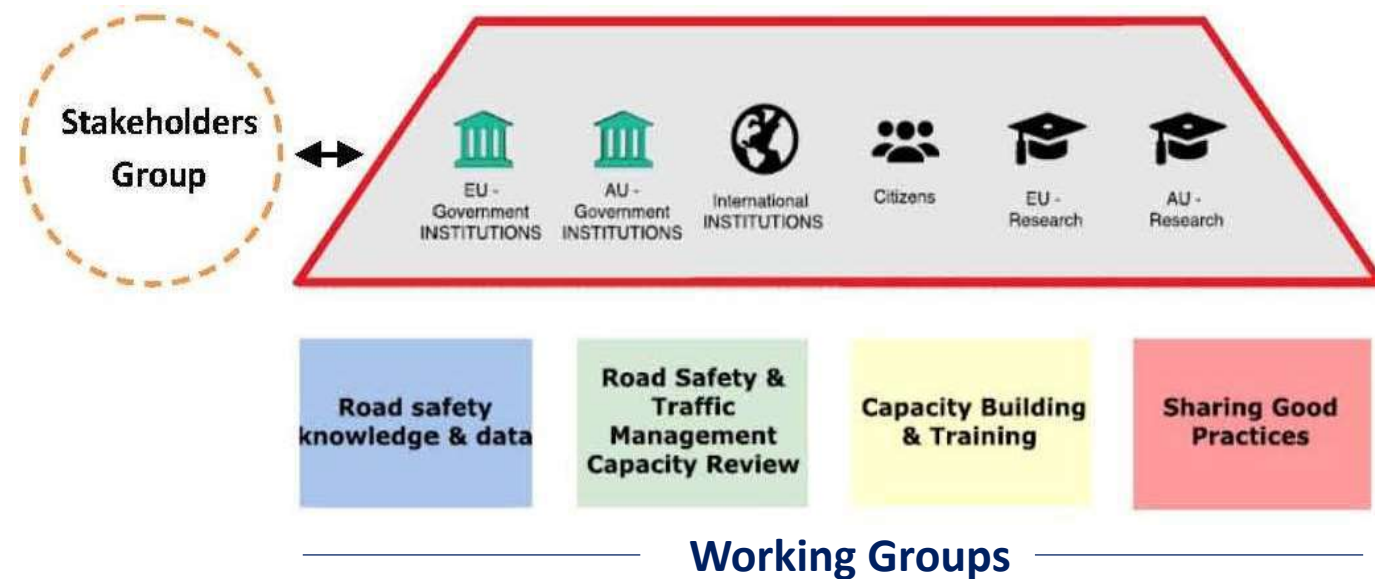 Stakeholders
Group
EU -
Government
INSTITUTIONS
AU -
Government
INSTITUTIONS
International
INSTITUTIONS
Citizens
EU -
Research
AU -
Research
Road safety
knowledge & data
Road Safety &
Traffic
Management
Capacity Review
Capacity Building
& Training
Sharing Good
Practices
Working Groups